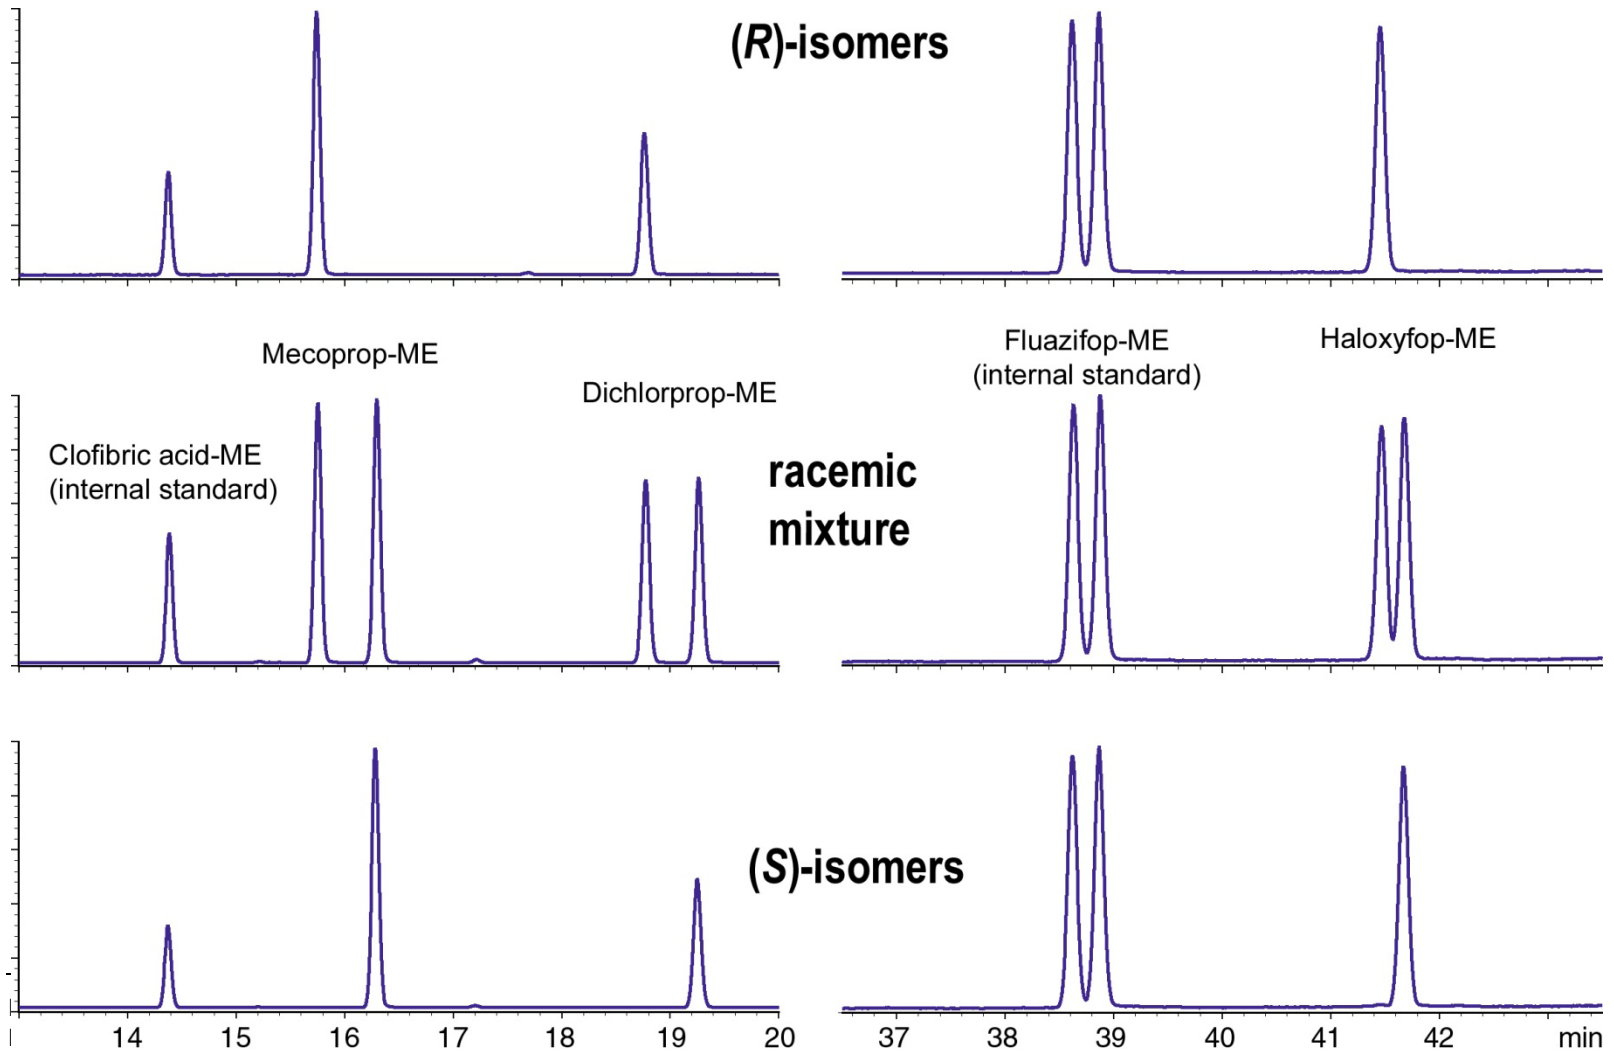 (R)-isomers
Mecoprop-ME
Dichlorprop-ME
Clofibric acid-ME
(internal standard)
racemic
mixture
Fluazifop-ME
(internal standard)
Haloxyfop-ME
(S)-isomers
14 15 16 17 18 19 20 37 38 39 40 41 42 min